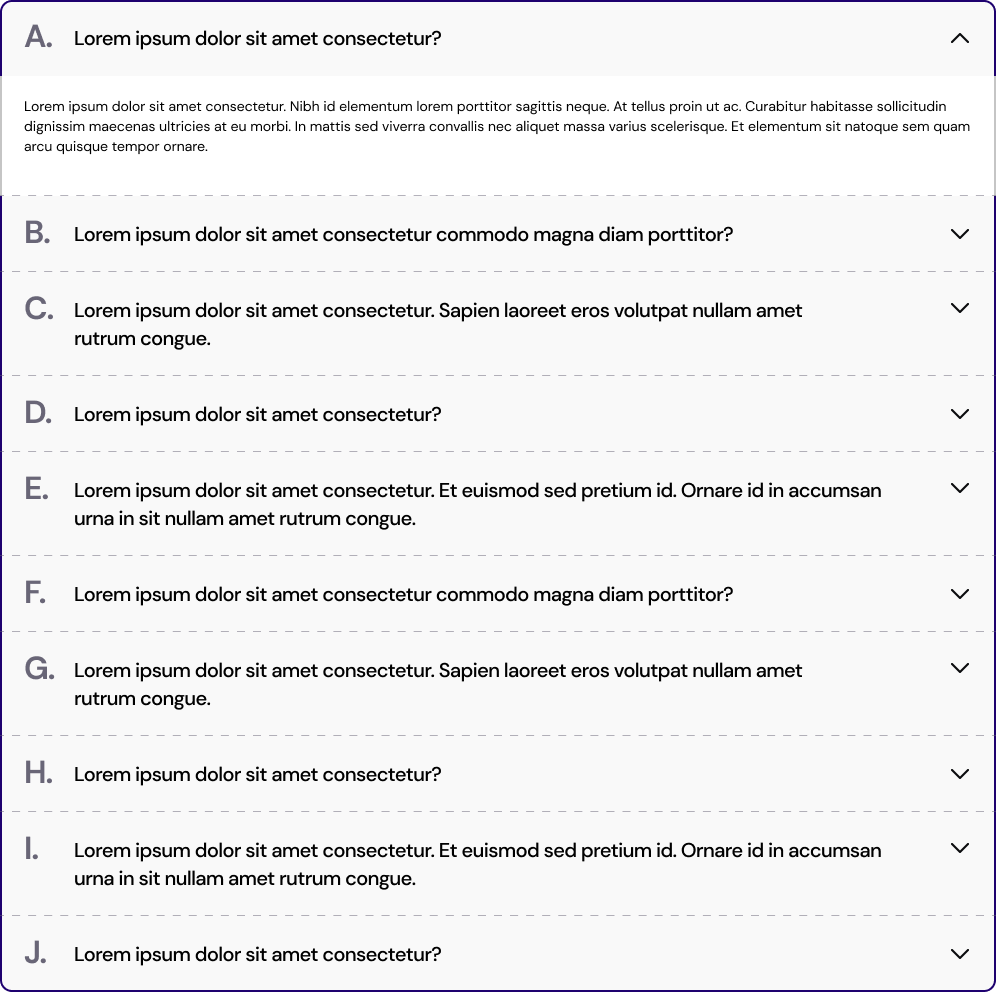 A. Lorem ipsum dolor sit amet consectetur?
Lorem ipsum dolor sit amet consectetur. Nibh id elementum lorem porttitor sagittis neque. At tellus proin ut ac. Curabitur habitasse sollicitudin
dignissim maecenas ultricies at eu morbi. In mattis sed viverra convallis nec aliquet massa varius scelerisque. Et elementum sit natoque sem quam
arcu quisque tempor ornare.
B. Lorem ipsum dolor sit amet consectetur commodo magna diam porttitor?
C. Lorem ipsum dolor sit amet consectetur. Sapien laoreet eros volutpat nullam amet
rutrum congue.
D. Lorem ipsum dolor sit amet consectetur?
E. Lorem ipsum dolor sit amet consectetur. Et euismod sed pretium id. Ornare id in accumsan
urna in sit nullam amet rutrum congue.
F. Lorem ipsum dolor sit amet consectetur commodo magna diam porttitor?
G. Lorem ipsum dolor sit amet consectetur. Sapien laoreet eros volutpat nullam amet
rutrum congue.
H. Lorem ipsum dolor sit amet consectetur?
I. Lorem ipsum dolor sit amet consectetur. Et euismod sed pretium id. Ornare id in accumsan
urna in sit nullam amet rutrum congue.
J. Lorem ipsum dolor sit amet consectetur?